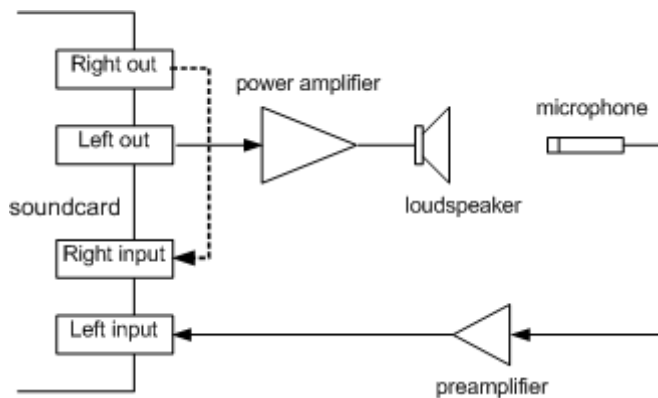 Right out
power amplifier
microphone
Left out
loudspeaker
soundcard
Right input
Left input
preamplifier